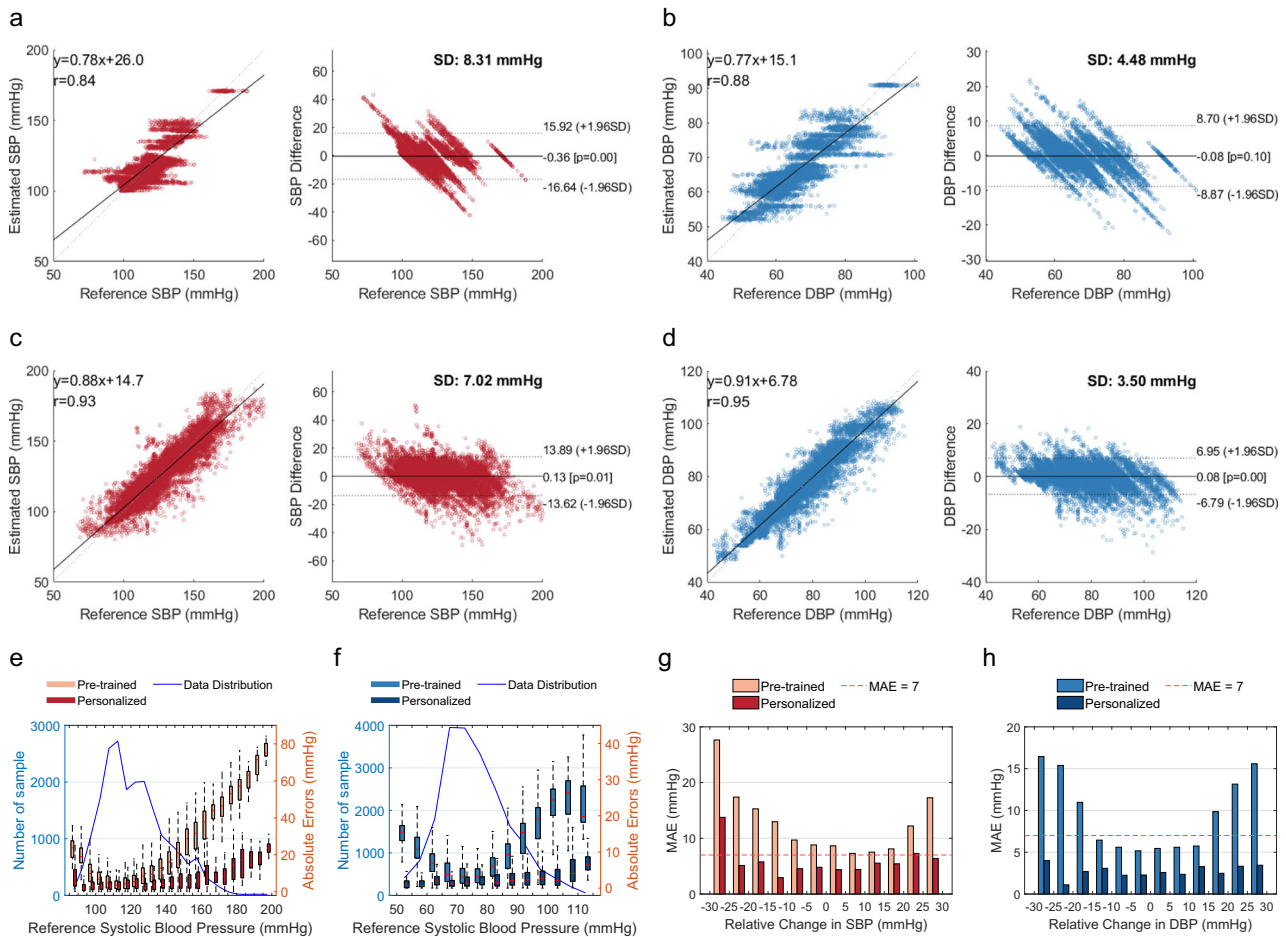 a
y=0.78x+26.0
r=0.84
200
150
100
50
50 100 150 200
Estimated SBP (mmHg)
Reference SBP (mmHg)
SD: 8.31 mmHg
60
40
20
0
-20
-40
-60
50 100 150 200
SBP Difference
Reference SBP (mmHg)
15.92 (+1.96SD)
-0.36 [p=0.00]
-16.64 (-1.96SD)
b
y=0.77x+15.1
r=0.88
100
90
80
70
60
50
40
40 60 80 100
Estimated DBP (mmHg)
Reference DBP (mmHg)
SD: 4.48 mmHg
30
20
10
0
-10
-20
-30
40 60 80 100
DBP Difference
Reference DBP (mmHg)
8.70 (+1.96SD)
-0.08 [p=0.10]
-8.87 (-1.96SD)
c
y=0.88x+14.7
r=0.93
200
150
100
50
50 100 150 200
Estimated SBP (mmHg)
Reference SBP (mmHg)
SD: 7.02 mmHg
60
40
20
0
-20
-40
-60
50 100 150 200
SBP Difference
Reference SBP (mmHg)
13.89 (+1.96SD)
0.13 [p=0.01]
-13.62 (-1.96SD)
d
y=0.91x+6.78
r=0.95
120
100
80
60
40
40 60 80 100 120
Estimated DBP (mmHg)
Reference DBP (mmHg)
SD: 3.50 mmHg
40
20
0
-20
-40
40 60 80 100 120
DBP Difference
Reference DBP (mmHg)
6.95 (+1.96SD)
0.08 [p=0.00]
-6.79 (-1.96SD)
e
Pre-trained
Personalized
Data Distribution
3000
2000
1000
0
Number of sample
80
60
40
20
0
Absolute Errors (mmHg)
100 120 140 160 180 200
Reference Systolic Blood Pressure (mmHg)
f
Pre-trained
Personalized
Data Distribution
4000
3000
2000
1000
0
Number of sample
40
30
20
10
0
Absolute Errors (mmHg)
50 60 70 80 90 100 110
Reference Systolic Blood Pressure (mmHg)
g
Pre-trained
Personalized
MAE = 7
30
20
10
0
MAE (mmHg)
-30 -25 -20 -15 -10 -5 0 5 10 15 20 25 30
Relative Change in SBP (mmHg)
h
Pre-trained
Personalized
MAE = 7
20
15
10
5
0
MAE (mmHg)
-30 -25 -20 -15 -10 -5 0 5 10 15 20 25 30
Relative Change in DBP (mmHg)